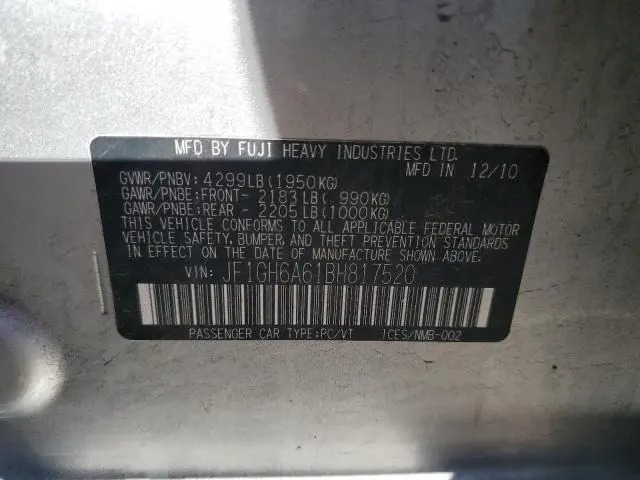 MFD BY FUJI HEAVY INDUSTRIES LTD.
MFD IN 12/10
GVWR/PNBV: 4299LB(1950KG)
GAWR/PNBE:FRONT- 2183LB( 990KG)
GAWR/PNBE:REAR - 2205LB(1000KG)
THIS VEHICLE CONFORMS TO ALL APPLICABLE FEDERAL MOTOR
VEHICLE SAFETY, BUMPER, AND THEFT PREVENTION STANDARDS
IN EFFECT ON THE DATE OF MANUFACTURE SHOWN ABOVE.
VIN: JF1GH6A61BH817520
PASSENGER CAR TYPE:PC/VT 1CES/NMB-002